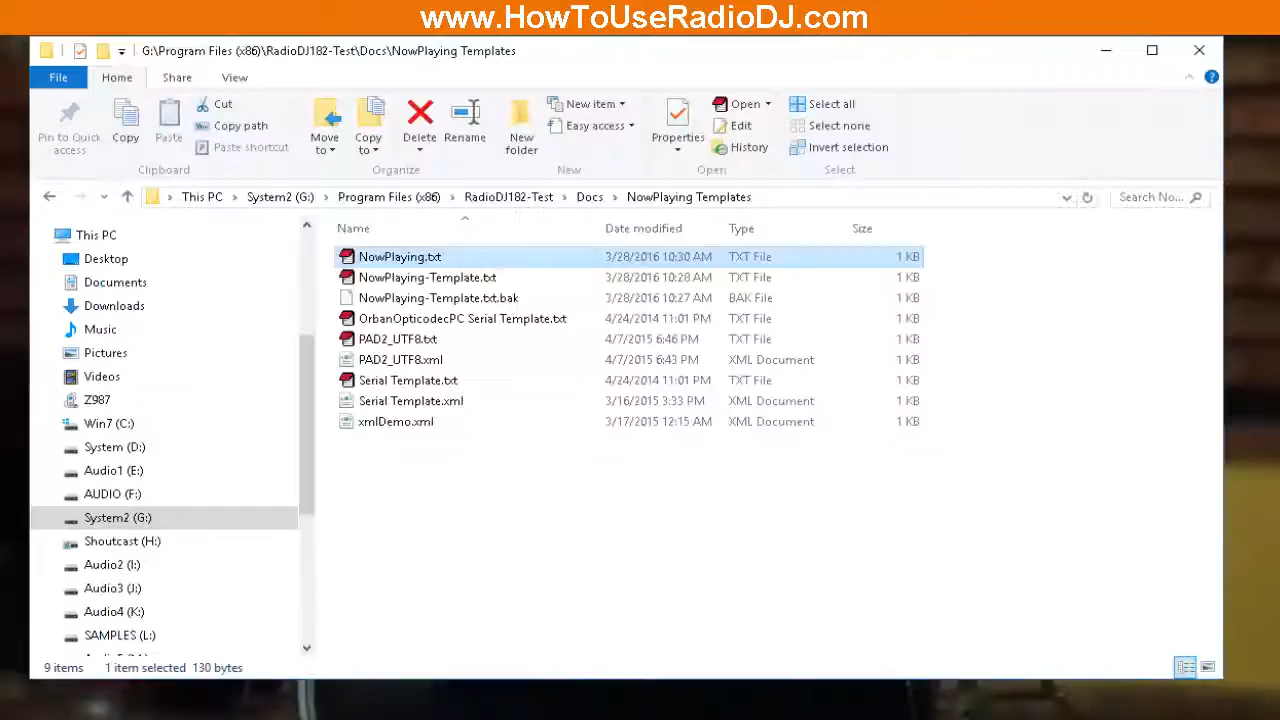 www.HowToUseRadioDJ.com
G:\Program Files (x86)\RadioDJ182-Test\Docs\NowPlaying Templates
File Home Share View
Pin to Quick access
Copy
Paste
Cut
Copy path
Paste shortcut
Clipboard
Move to
Copy to
Delete
Rename
Organize
New folder
New item
Easy access
New
Properties
Open
Edit
History
Open
Select all
Select none
Invert selection
Select
This PC System2 (G:) Program Files (x86) RadioDJ182-Test Docs NowPlaying Templates
Search No...
This PC
Desktop
Documents
Downloads
Music
Pictures
Videos
Z987
Win7 (C:)
System (D:)
Audio1 (E:)
AUDIO (F:)
System2 (G:)
Shoutcast (H:)
Audio2 (I:)
Audio3 (J:)
Audio4 (K:)
SAMPLES (L:)
Name Date modified Type Size
NowPlaying.txt 3/28/2016 10:30 AM TXT File 1 KB
NowPlaying-Template.txt 3/28/2016 10:28 AM TXT File 1 KB
NowPlaying-Template.txt.bak 3/28/2016 10:27 AM BAK File 1 KB
OrbanOpticodecPC Serial Template.txt 4/24/2014 11:01 PM TXT File 1 KB
PAD2_UTF8.txt 4/7/2015 6:46 PM TXT File 1 KB
PAD2_UTF8.xml 4/7/2015 6:43 PM XML Document 1 KB
Serial Template.txt 4/24/2014 11:01 PM TXT File 1 KB
Serial Template.xml 3/16/2015 3:33 PM XML Document 1 KB
xmlDemo.xml 3/17/2015 12:15 AM XML Document 1 KB
9 items 1 item selected 130 bytes